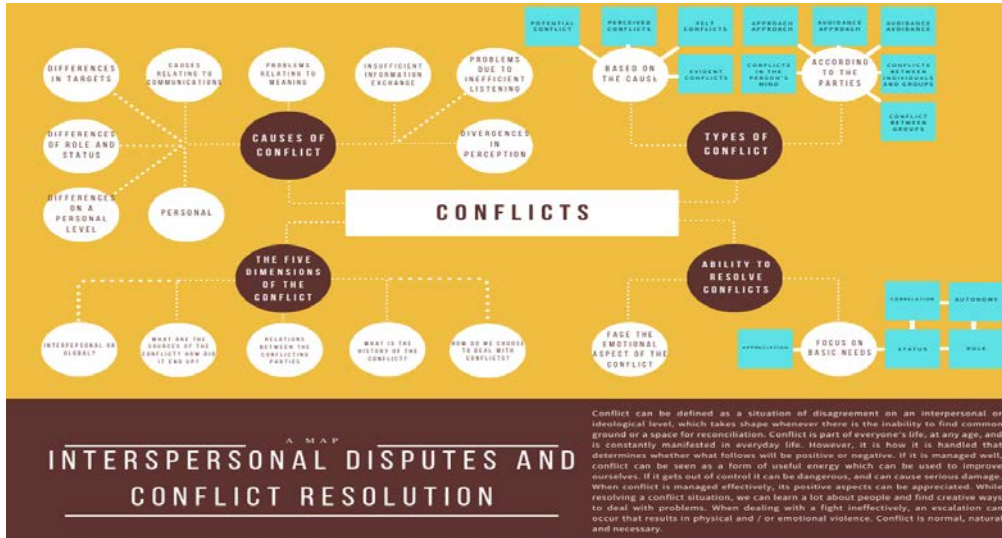 POTENTIAL
CONFLICT
PERCEIVED
CONFLICTS
FELT
CONFLICTS
APPROACH
APPROACH
AVOIDANCE
APPROACH
AVOIDANCE
AVOIDANCE
DIFFERENCES
IN TARGETS
CAUSES
RELATING TO
COMMUNICATIONS
PROBLEMS
RELATING TO
MEANING
INSUFFICIENT
INFORMATION
EXCHANGE
PROBLEMS
DUE TO
INEFFICIENT
LISTENING
BASED ON
THE CAUSE
EVIDENT
CONFLICTS
CONFLICTS
IN THE
PERSON'S
MIND
ACCORDING
TO THE
PARTIES
CONFLICTS
BETWEEN
INDIVIDUALS
AND GROUPS
CONFLICT
BETWEEN
GROUPS
DIFFERENCES
OF ROLE AND
STATUS
CAUSES OF
CONFLICT
DIVERGENCES
IN
PERCEPTION
TYPES OF
CONFLICT
DIFFERENCES
ON A
PERSONAL
LEVEL
PERSONAL
CONFLICTS
THE FIVE
DIMENSIONS
OF THE
CONFLICT
ABILITY TO
RESOLVE
CONFLICTS
INTERPERSONAL OR
GLOBAL?
WHAT ARE THE
SOURCES OF THE
CONFLICT? HOW DID
IT END UP?
RELATIONS
BETWEEN THE
CONFLICTING
PARTIES
WHAT IS THE
HISTORY OF THE
CONFLICT?
HOW DO WE CHOOSE
TO DEAL WITH
CONFLICTS?
FACE THE
EMOTIONAL
ASPECT OF THE
CONFLICT
APPRECIATION
FOCUS ON
BASIC NEEDS
CORRELATION
AUTONOMY
STATUS
ROLE
A MAP
INTERSPERSONAL DISPUTES AND
CONFLICT RESOLUTION
Conflict can be defined as a situation of disagreement on an interpersonal or
ideological level, which takes shape whenever there is the inability to find common
ground or a space for reconciliation. Conflict is part of everyone's life, at any age, and
is constantly manifested in everyday life. However, it is how it is handled that
determines whether what follows will be positive or negative. If it is managed well,
conflict can be seen as a form of useful energy which can be used to improve
ourselves. If it gets out of control it can be dangerous, and can cause serious damage.
When conflict is managed effectively, its positive aspects can be appreciated. While
resolving a conflict situation, we can learn a lot about people and find creative ways
to deal with problems. When dealing with a fight ineffectively, an escalation can
occur that results in physical and / or emotional violence. Conflict is normal, natural
and necessary.